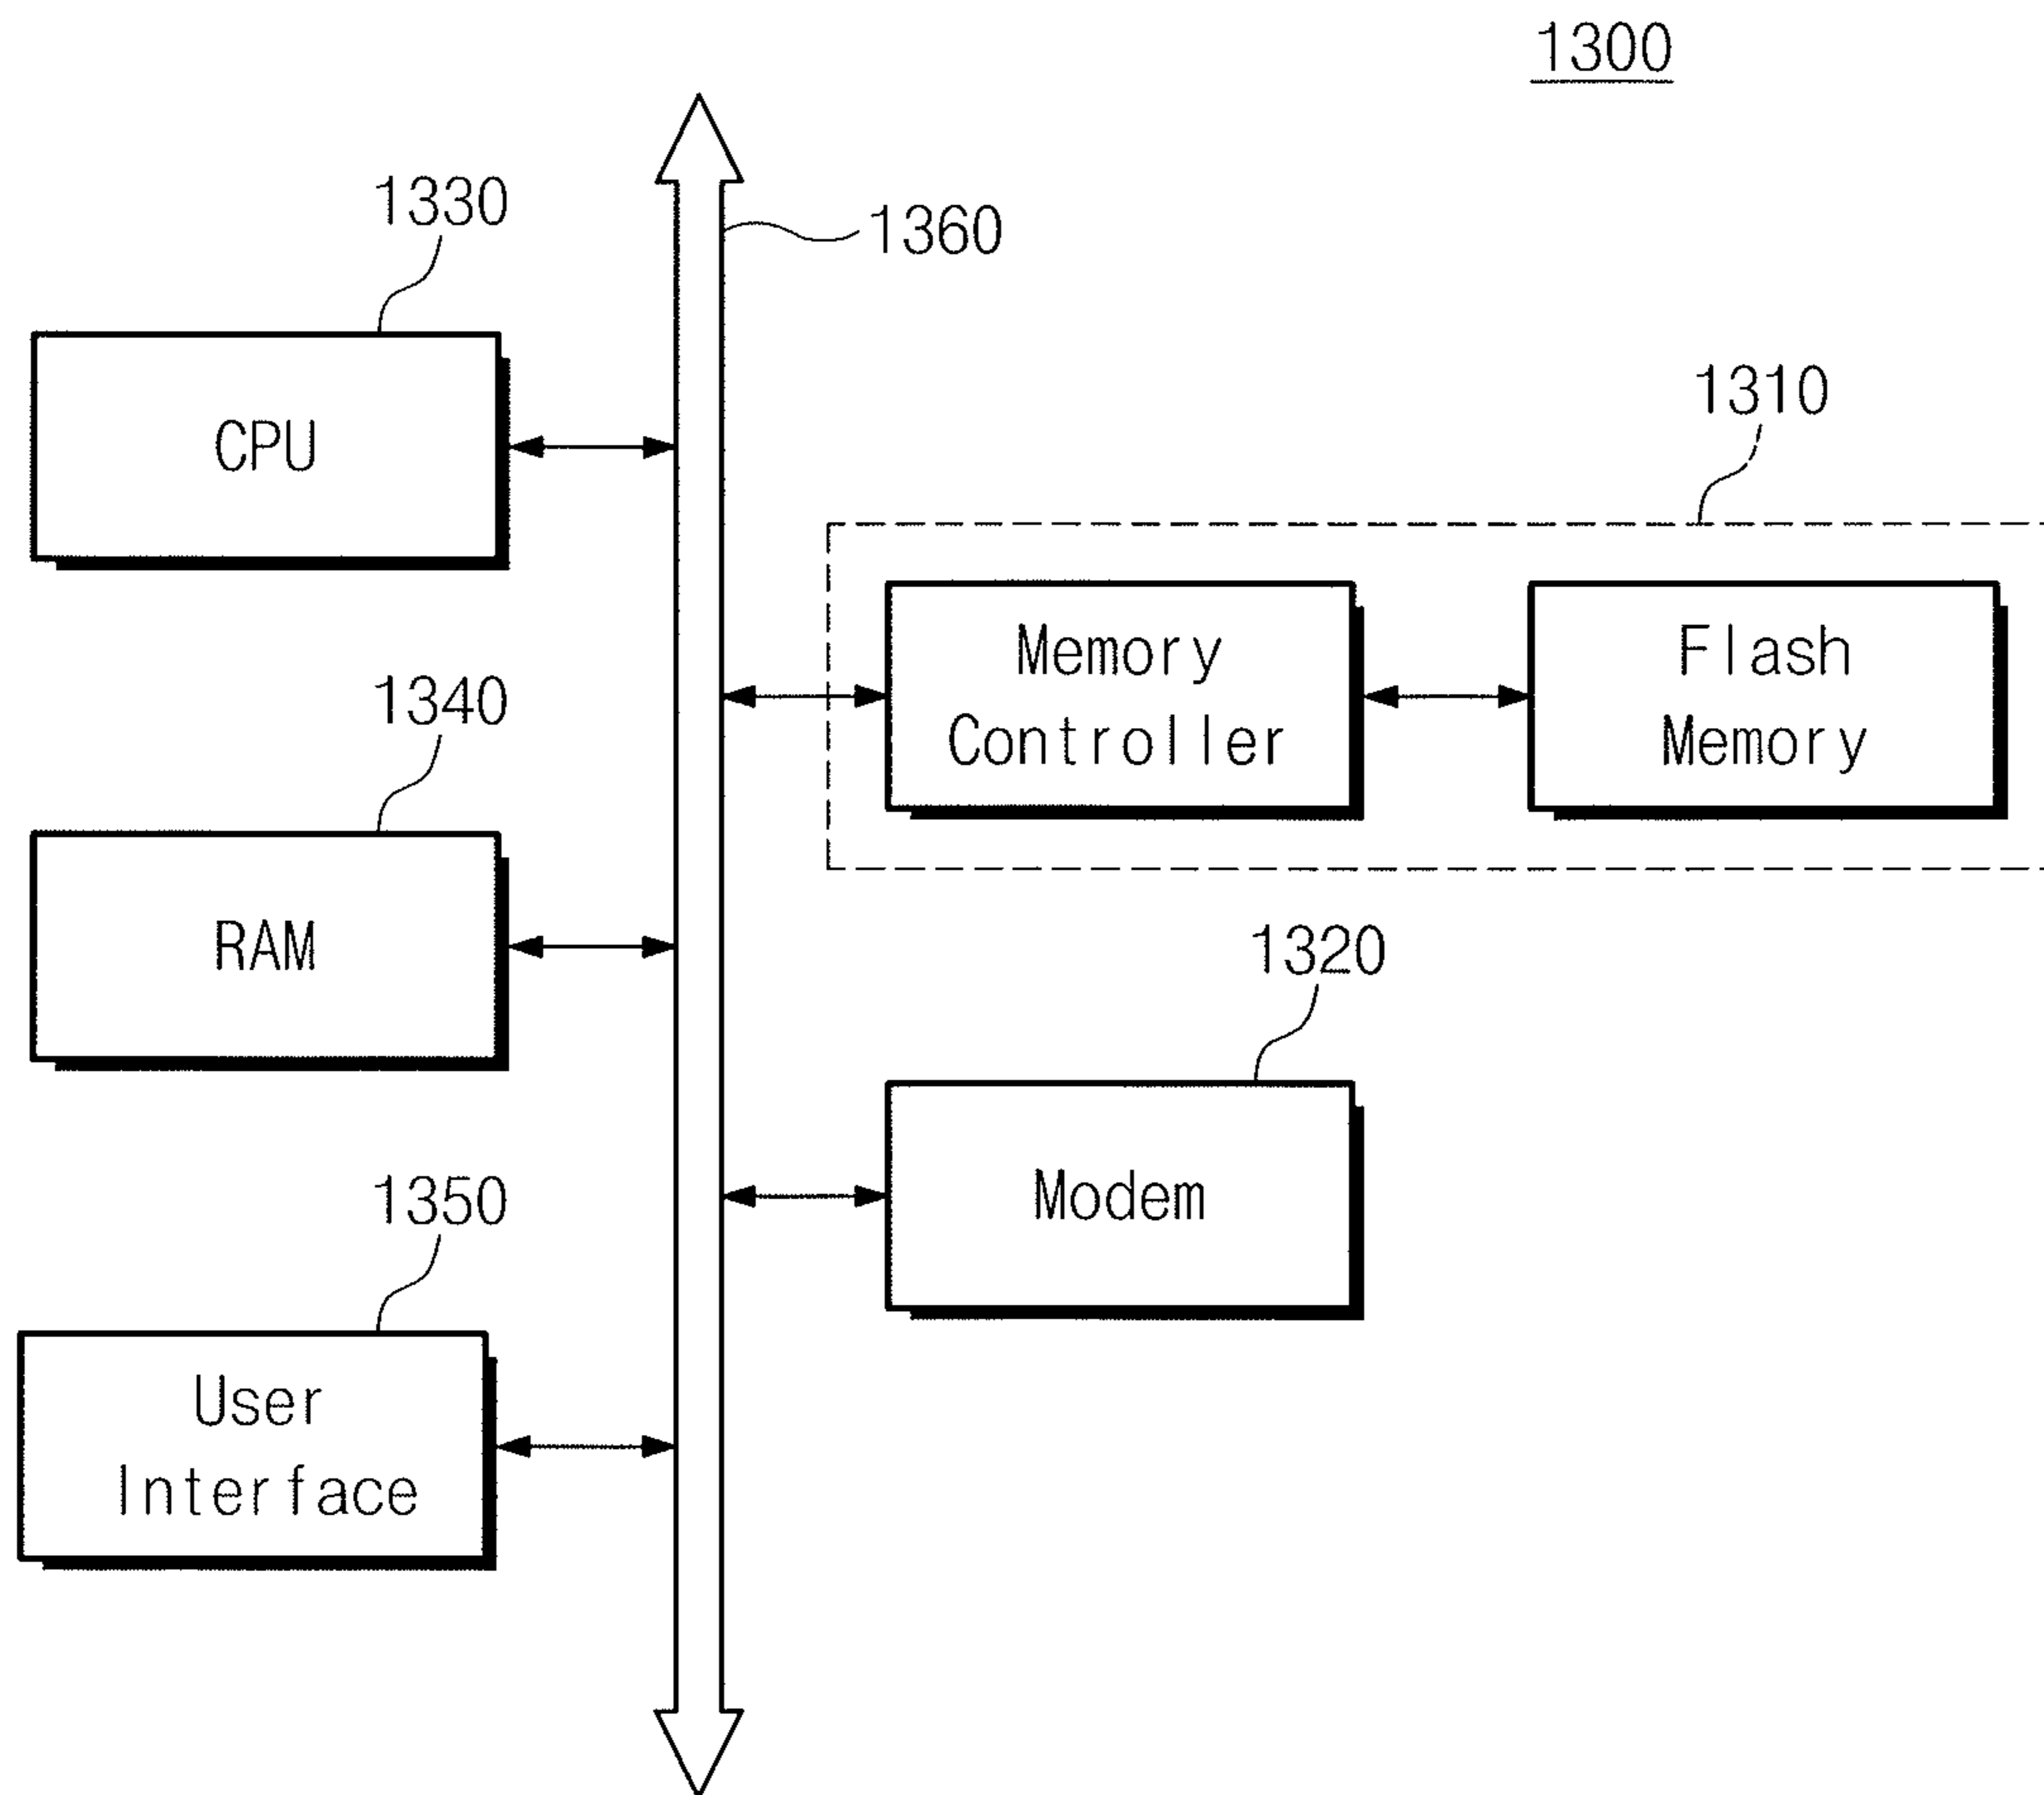 1300
1330
1360
CPU
1310
Memory
Controller
Flash
Memory
1340
RAM
1320
Modem
1350
User
Interface